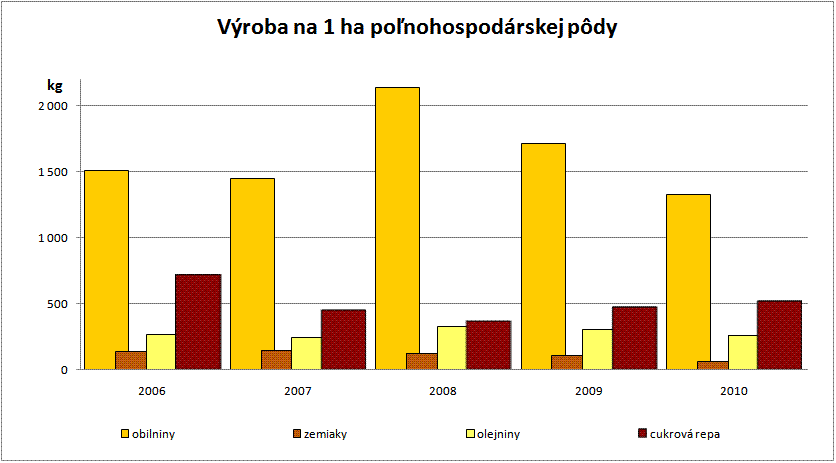 Výroba na 1 ha poľnohospodárskej pôdy
kg
2 000
1 500
1 000
500
0
2006 2007 2008 2009 2010
obilniny zemiaky olejniny cukrová repa